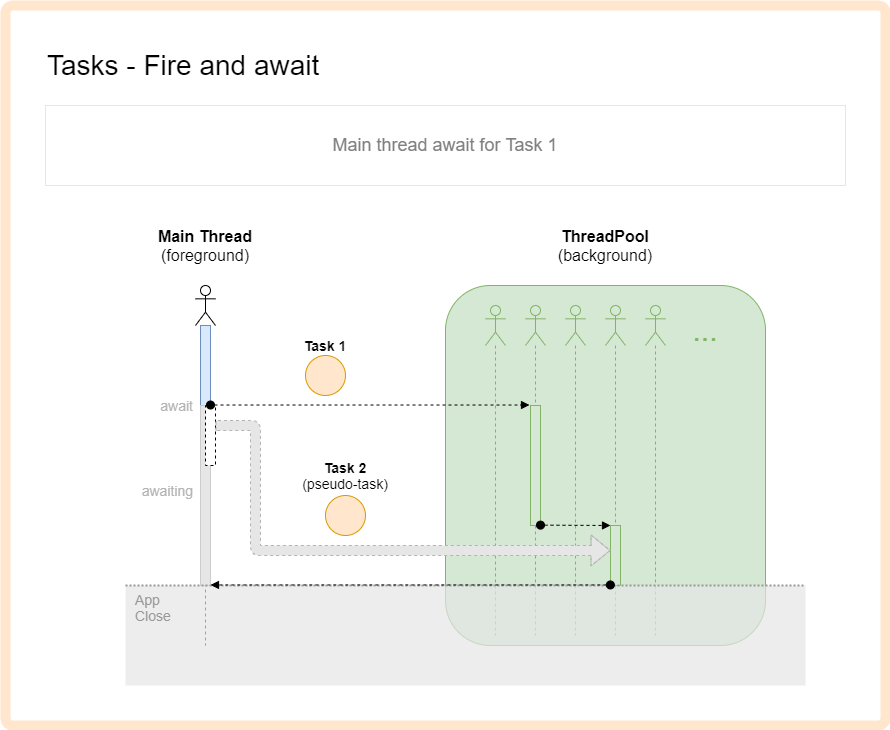 Tasks - Fire and await
Main thread await for Task 1
Main Thread
(foreground)
ThreadPool
(background)
...
Task 1
await
Task 2
(pseudo-task)
awaiting
App
Close